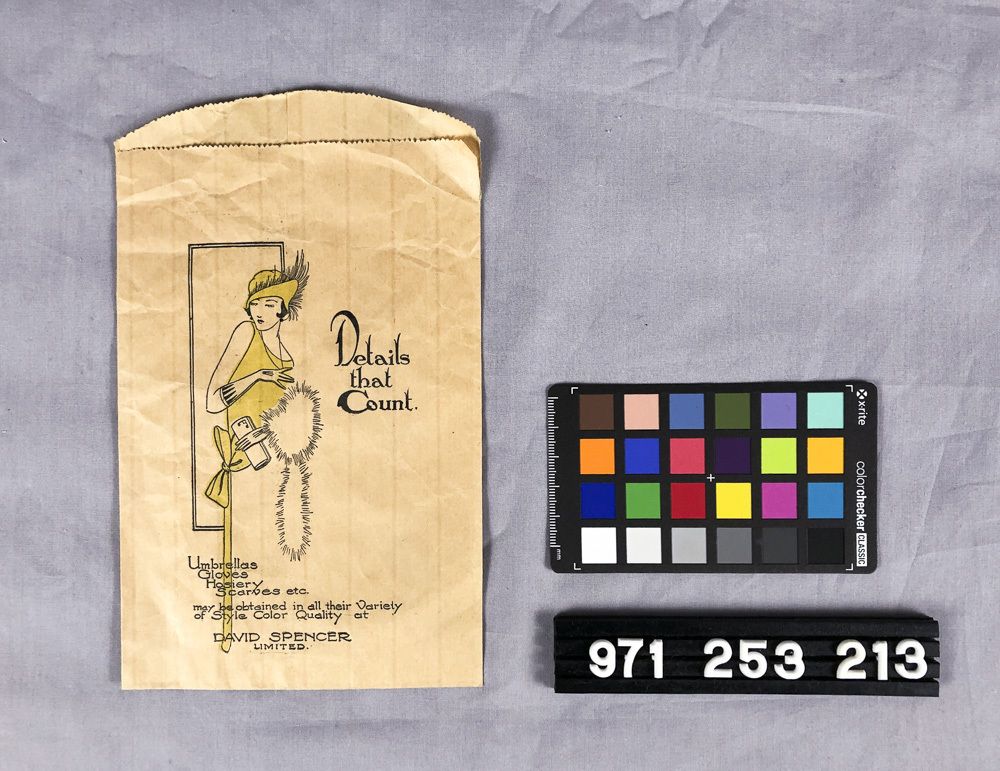 Details
that
Count.
Umbrellas
Gloves
Hosiery
Scarves etc.
may be obtained in all their Variety
of Style Color Quality at
DAVID SPENCER
LIMITED.
x-rite
colorchecker CLASSIC
mm
971 253 213